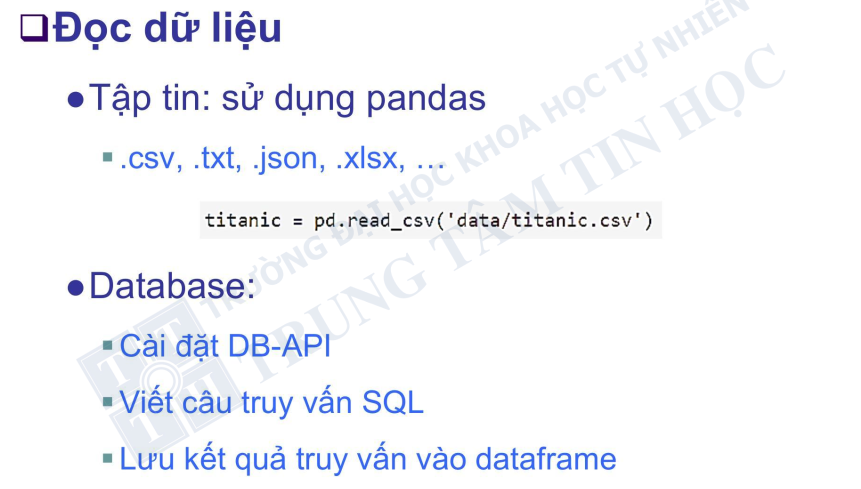 Đọc dữ liệu
Tập tin: sử dụng pandas
.csv, .txt, .json, .xlsx, …
titanic = pd.read_csv('data/titanic.csv')
Database:
Cài đặt DB-API
Viết câu truy vấn SQL
Lưu kết quả truy vấn vào dataframe
TRƯỜNG ĐẠI HỌC KHOA HỌC TỰ NHIÊN
TRUNG TÂM TIN HỌC